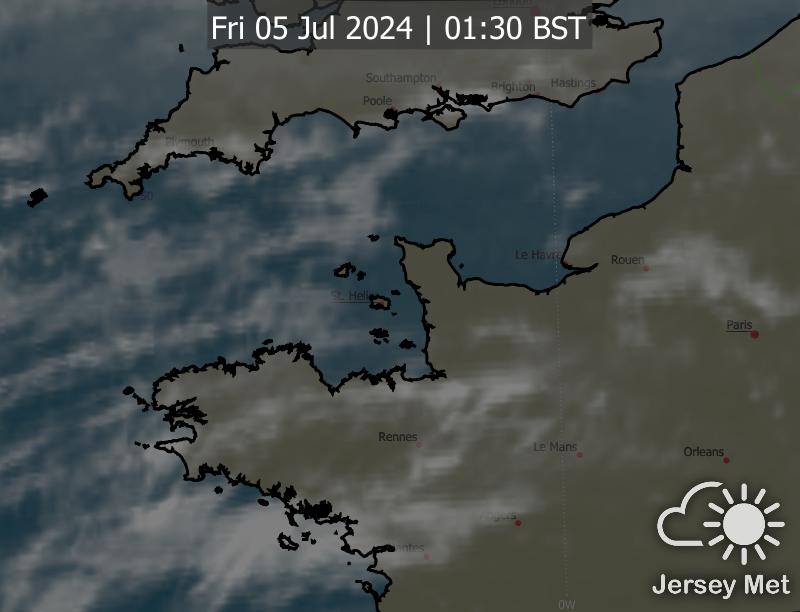 Fri 05 Jul 2024 | 01:30 BST
Southampton
Brighton
Hastings
Poole
Plymouth
50
Le Havre
Rouen
St. Helier
Paris
Rennes
Le Mans
Orleans
Angers
Jersey Met
0W